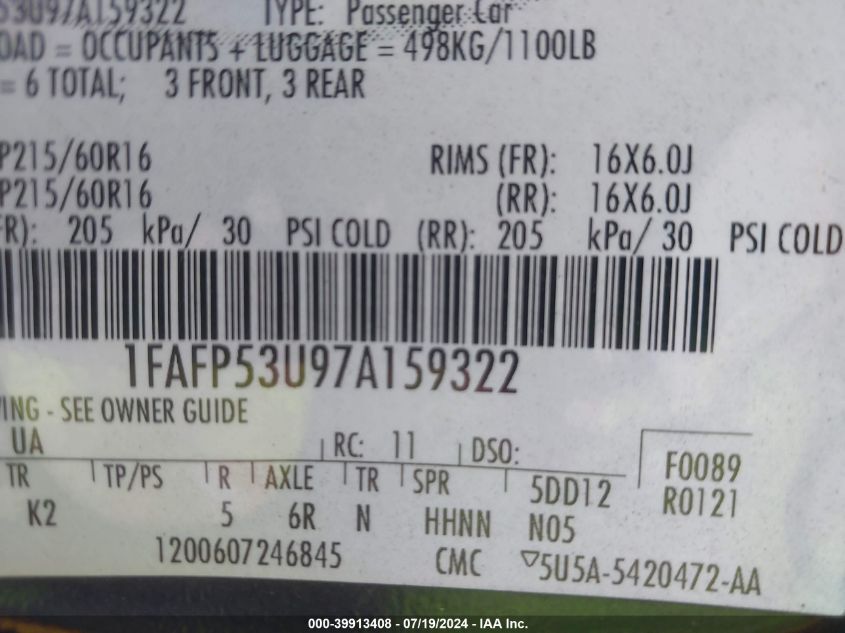 53U97A159322 TYPE: Passenger Car
OAD = OCCUPANTS + LUGGAGE = 498KG/1100LB
= 6 TOTAL; 3 FRONT, 3 REAR
P215/60R16 RIMS (FR): 16X6.0J
P215/60R16 (RR): 16X6.0J
FR): 205 kPa/ 30 PSI COLD (RR): 205 kPa/ 30 PSI COLD
1FAFP53U97A159322
ING - SEE OWNER GUIDE
UA RC: 11 DSO:
F0089
TR TP/PS R AXLE TR SPR 5DD12 R0121
K2 5 6R N HHNN N05
1200607246845 CMC ▽5U5A-5420472-AA
000-39913408 - 07/19/2024 - IAA Inc.